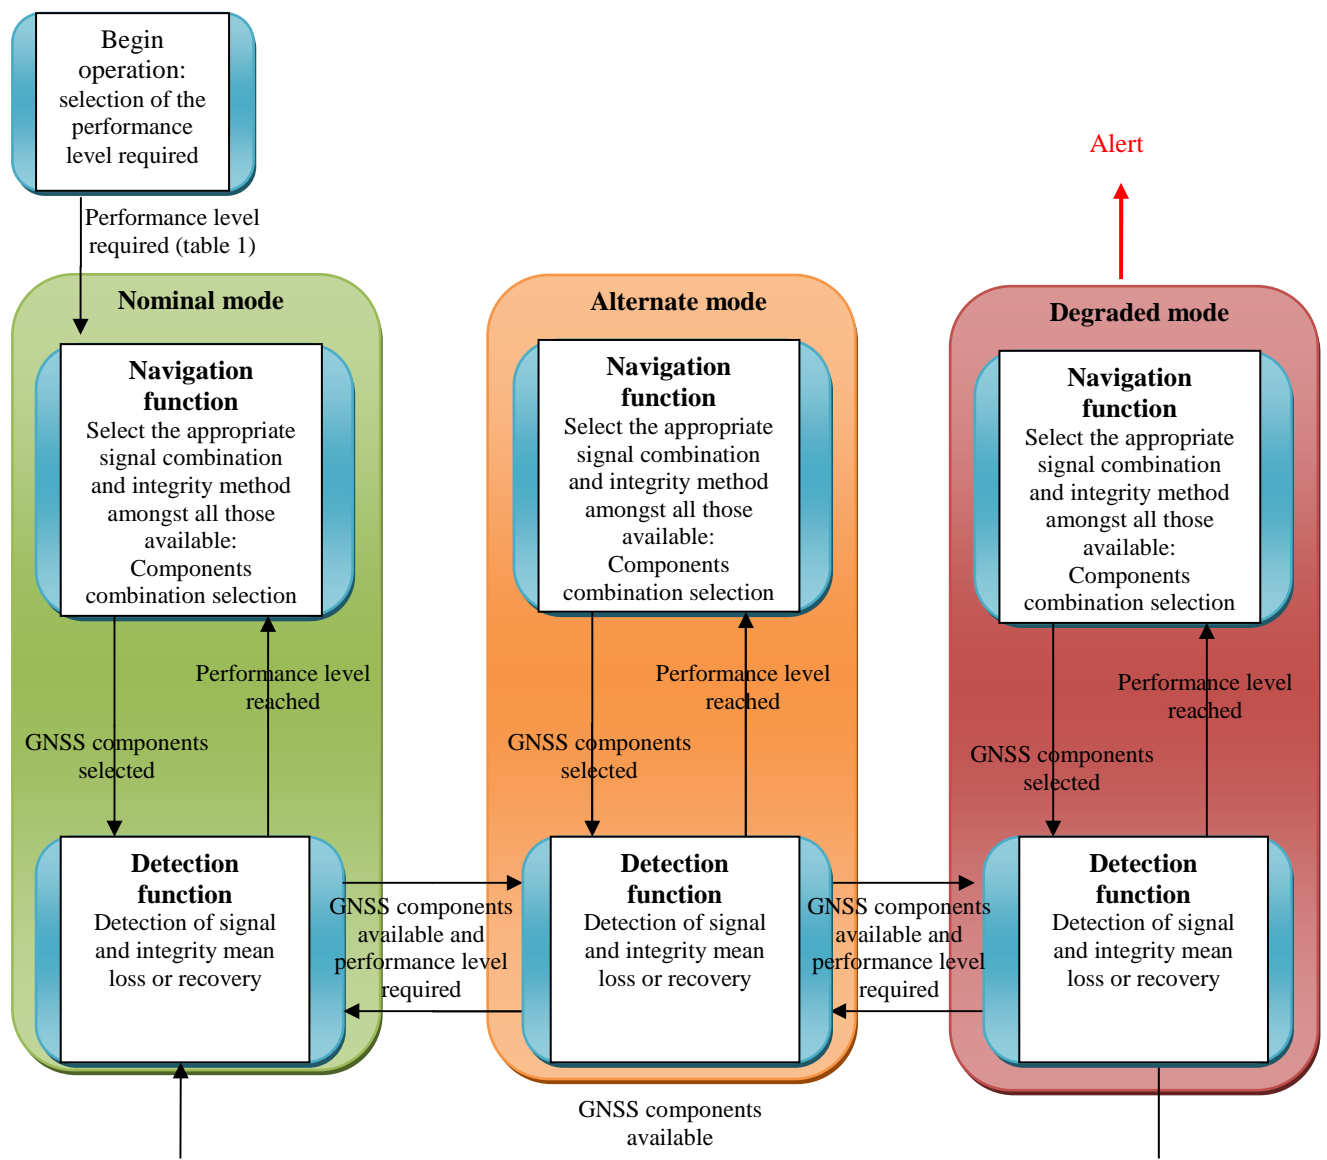 Begin
operation:
selection of the
performance
level required
Performance level
required (table 1)
Alert
Nominal mode
Navigation
function
Select the appropriate
signal combination
and integrity method
amongst all those
available:
Components
combination selection
Performance level
reached
GNSS components
selected
Detection
function
Detection of signal
and integrity mean
loss or recovery
GNSS components
available and
performance level
required
Alternate mode
Navigation
function
Select the appropriate
signal combination
and integrity method
amongst all those
available:
Components
combination selection
Performance level
reached
GNSS components
selected
Detection
function
Detection of signal
and integrity mean
loss or recovery
GNSS components
available and
performance level
required
Degraded mode
Navigation
function
Select the appropriate
signal combination
and integrity method
amongst all those
available:
Components
combination selection
Performance level
reached
GNSS components
selected
Detection
function
Detection of signal
and integrity mean
loss or recovery
GNSS components
available